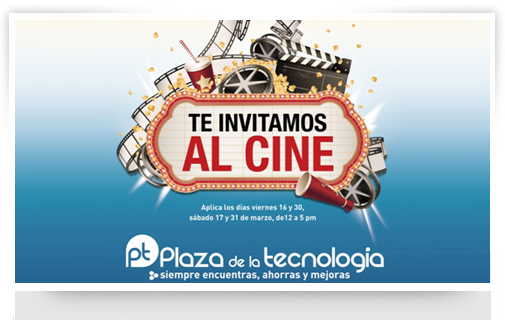 TE INVITAMOS
AL CINE
Aplica los días viernes 16 y 30,
sábado 17 y 31 de marzo, de12 a 5 pm
pt Plaza de la tecnologia
siempre encuentras, ahorras y mejoras